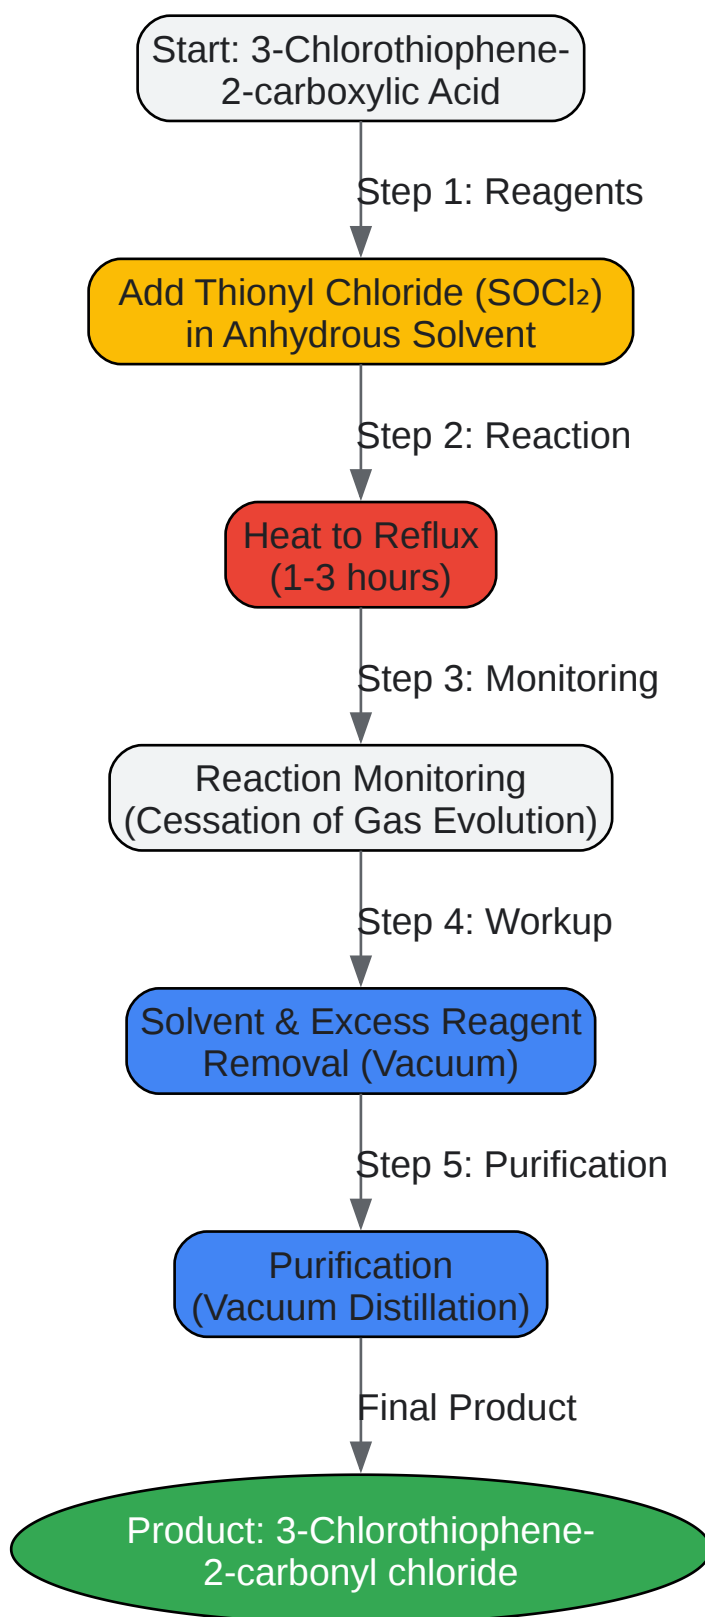 Start: 3-Chlorothiophene-
2-carboxylic Acid
Step 1: Reagents
Add Thionyl Chloride (SOCl₂)
in Anhydrous Solvent
Step 2: Reaction
Heat to Reflux
(1-3 hours)
Step 3: Monitoring
Reaction Monitoring
(Cessation of Gas Evolution)
Step 4: Workup
Solvent & Excess Reagent
Removal (Vacuum)
Step 5: Purification
Purification
(Vacuum Distillation)
Final Product
Product: 3-Chlorothiophene-
2-carbonyl chloride